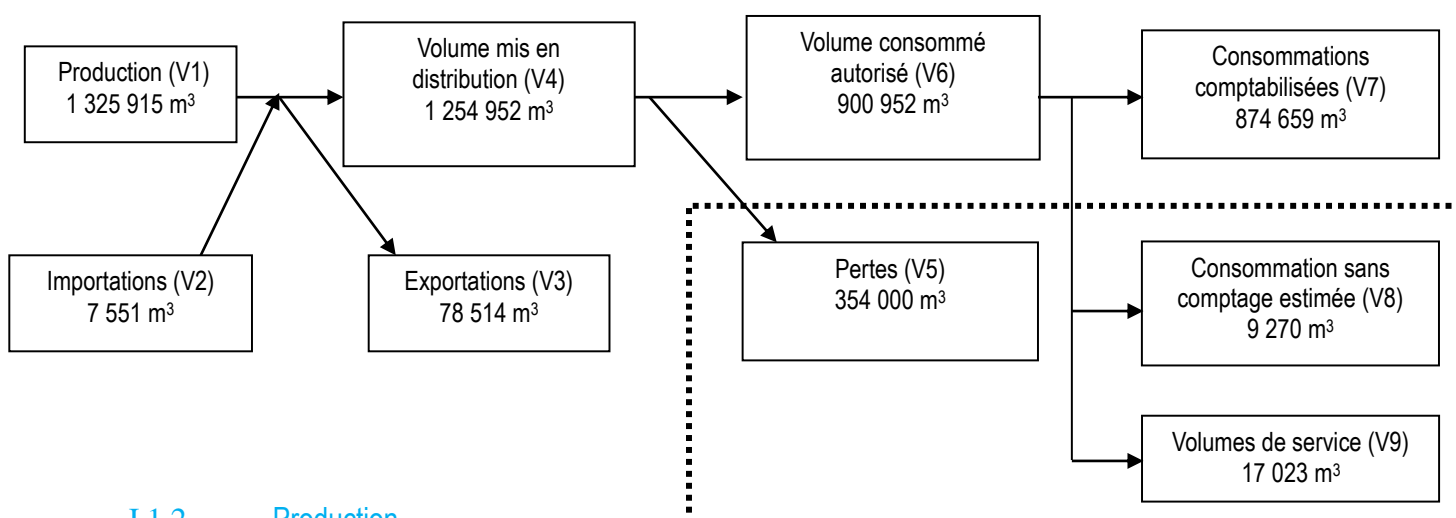 Production (V1)
1 325 915 m³
Volume mis en
distribution (V4)
1 254 952 m³
Volume consommé
autorisé (V6)
900 952 m³
Consommations
comptabilisées (V7)
874 659 m³
Importations (V2)
7 551 m³
Exportations (V3)
78 514 m³
Pertes (V5)
354 000 m³
Consommation sans
comptage estimée (V8)
9 270 m³
Volumes de service (V9)
17 023 m³
I.1.2 Production